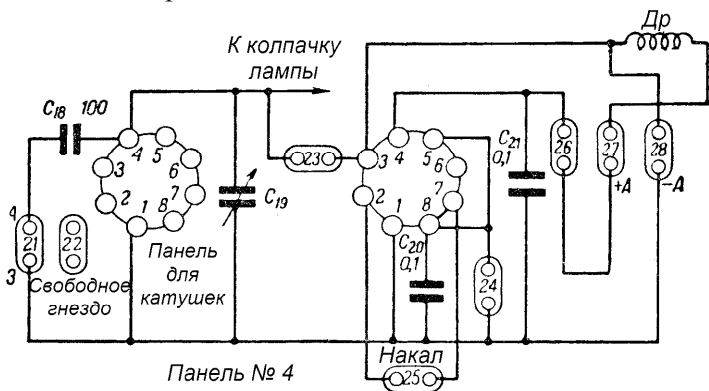 Др
К колпачку
лампы
C18 100
4 5
3 6
2 7
1 8
23
4 5
3 6
2 7
1 8
C21
0,1
26 27 28
+А -А
C19
А
21 22
З
Свободное
гнездо
Панель
для
катушек
C20
0,1
24
Накал
25
Панель № 4